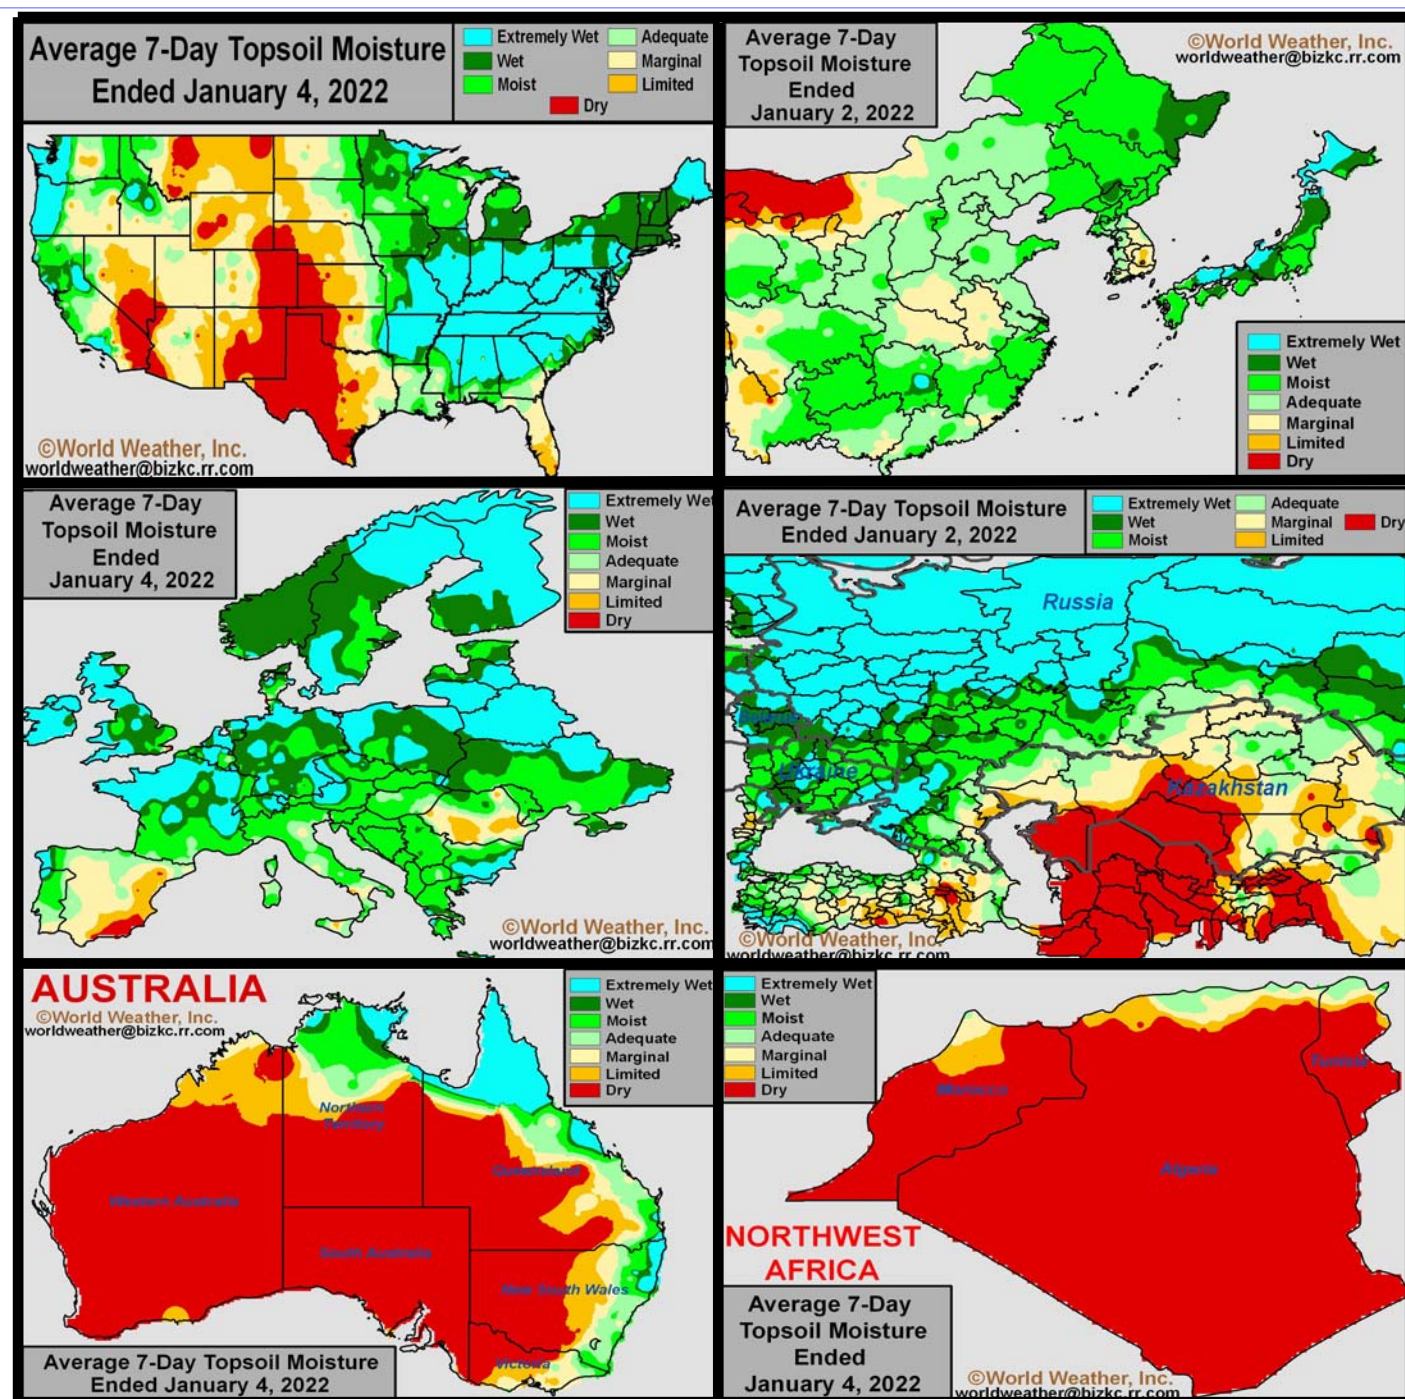 Average 7-Day Topsoil Moisture
Ended January 4, 2022
Extremely Wet
Wet
Moist
Adequate
Marginal
Limited
Dry
©World Weather, Inc.
worldweather@bizkc.rr.com
Average 7-Day
Topsoil Moisture
Ended
January 2, 2022
©World Weather, Inc.
worldweather@bizkc.rr.com
Extremely Wet
Wet
Moist
Adequate
Marginal
Limited
Dry
Average 7-Day
Topsoil Moisture
Ended
January 4, 2022
Extremely Wet
Wet
Moist
Adequate
Marginal
Limited
Dry
©World Weather, Inc.
worldweather@bizkc.rr.com
Average 7-Day Topsoil Moisture
Ended January 2, 2022
Extremely Wet
Wet
Moist
Adequate
Marginal
Limited
Dry
Russia
Ukraine
Kazakhstan
©World Weather, Inc.
worldweather@bizkc.rr.com
AUSTRALIA
©World Weather, Inc.
worldweather@bizkc.rr.com
Extremely Wet
Wet
Moist
Adequate
Marginal
Limited
Dry
Northern
Territory
Queensland
Western Australia
South Australia
New South Wales
Victoria
Average 7-Day Topsoil Moisture
Ended January 4, 2022
Extremely Wet
Wet
Moist
Adequate
Marginal
Limited
Dry
Morocco
Tunisia
Algeria
NORTHWEST
AFRICA
Average 7-Day
Topsoil Moisture
Ended
January 4, 2022
©World Weather, Inc.
worldweather@bizkc.rr.com